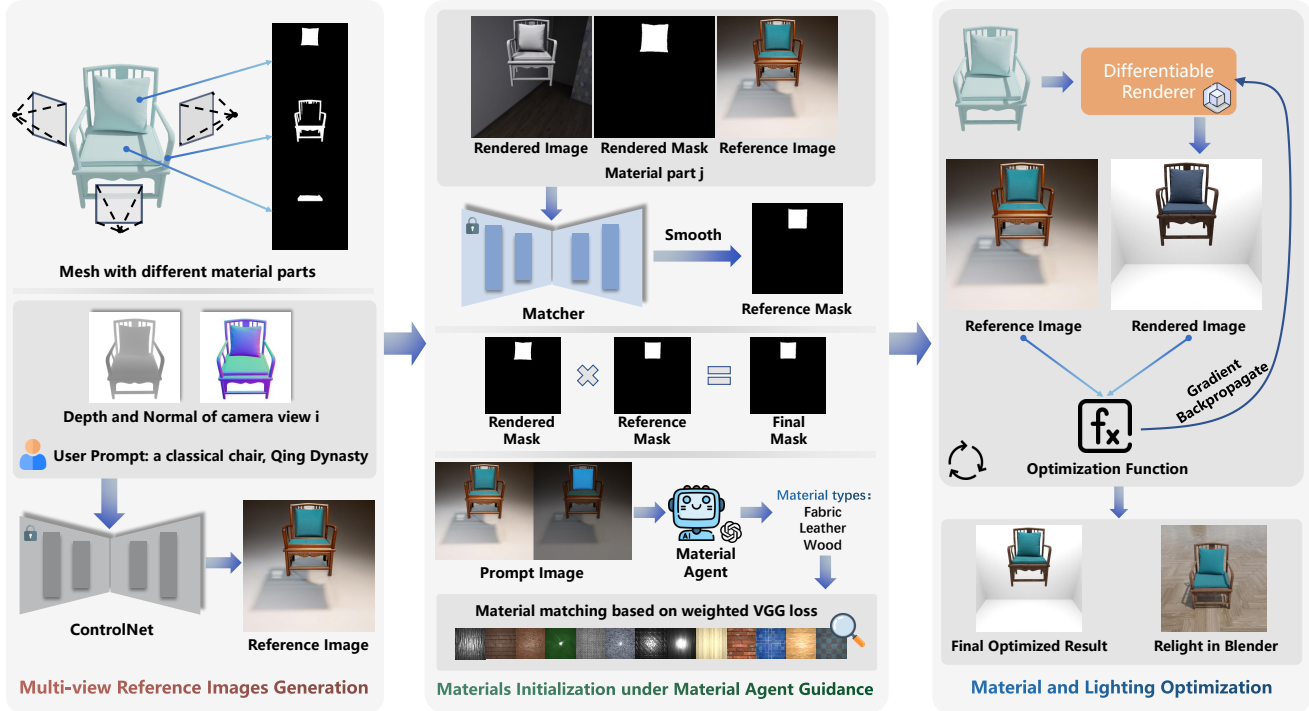 Mesh with different material parts
Depth and Normal of camera view i
User Prompt: a classical chair, Qing Dynasty
ControlNet
Reference Image
Multi-view Reference Images Generation
Rendered Image
Rendered Mask
Reference Image
Material part j
Matcher
Smooth
Reference Mask
Rendered
Mask
Reference
Mask
Final
Mask
Prompt Image
AI
Material
Agent
Material types:
Fabric
Leather
Wood
Material matching based on weighted VGG loss
Materials Initialization under Material Agent Guidance
Differentiable
Renderer
Reference Image
Rendered Image
Gradient
Backpropagate
fx
Optimization Function
Final Optimized Result
Relight in Blender
Material and Lighting Optimization